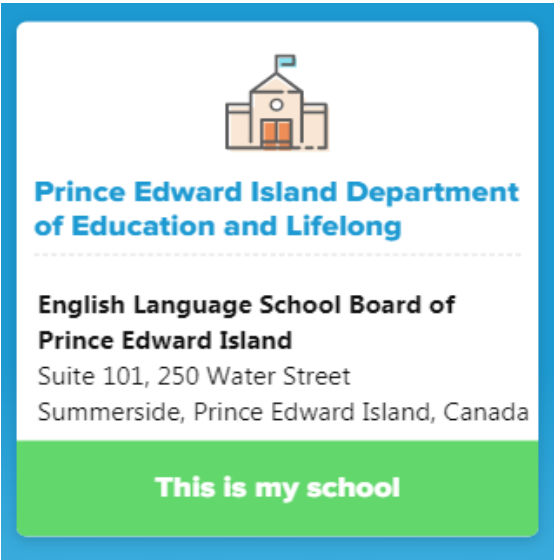 Prince Edward Island Department
of Education and Lifelong
English Language School Board of
Prince Edward Island
Suite 101, 250 Water Street
Summerside, Prince Edward Island, Canada
This is my school